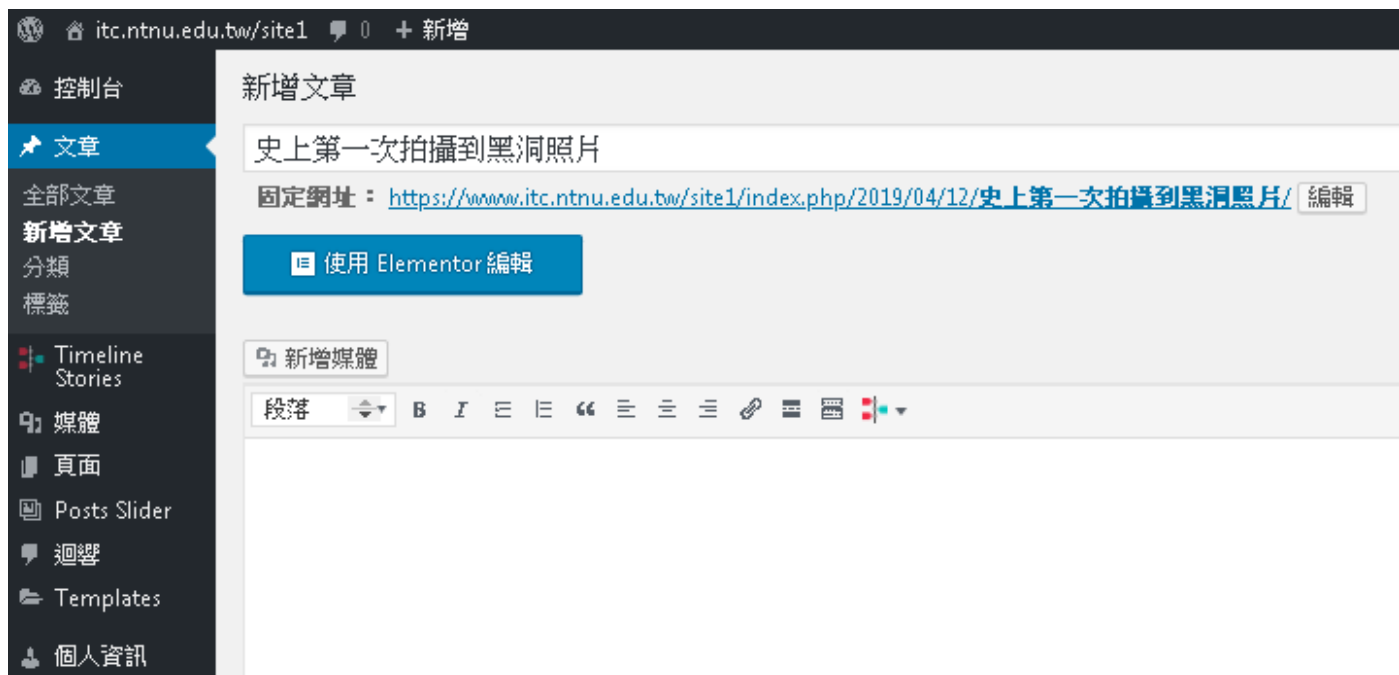 itc.ntnu.edu.tw/site1 0 + 新增
控制台
文章
全部文章
新增文章
分類
標籤
Timeline
Stories
媒體
頁面
Posts Slider
迴響
Templates
個人資訊
新增文章
史上第一次拍攝到黑洞照片
固定網址： https://www.itc.ntnu.edu.tw/site1/index.php/2019/04/12/史上第一次拍攝到黑洞照片/ 編輯
使用 Elementor 編輯
新增媒體
段落 B I